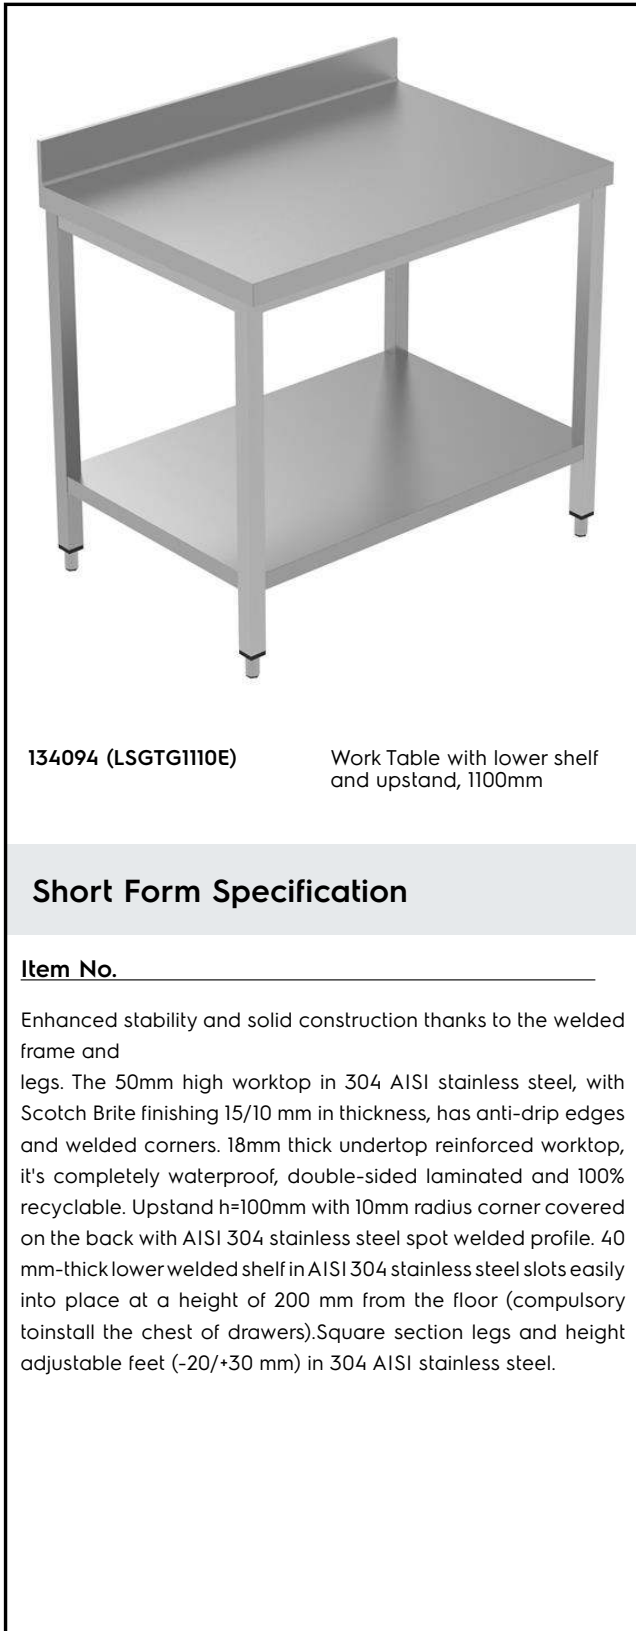 134094 (LSGTG1110E)
Work Table with lower shelf
and upstand, 1100mm
Short Form Specification
Item No.
Enhanced stability and solid construction thanks to the welded
frame and
legs. The 50mm high worktop in 304 AISI stainless steel, with
Scotch Brite finishing 15/10 mm in thickness, has anti-drip edges
and welded corners. 18mm thick undertop reinforced worktop,
it's completely waterproof, double-sided laminated and 100%
recyclable. Upstand h=100mm with 10mm radius corner covered
on the back with AISI 304 stainless steel spot welded profile. 40
mm-thick lower welded shelf in AISI 304 stainless steel slots easily
into place at a height of 200 mm from the floor (compulsory
toinstall the chest of drawers).Square section legs and height
adjustable feet (-20/+30 mm) in 304 AISI stainless steel.